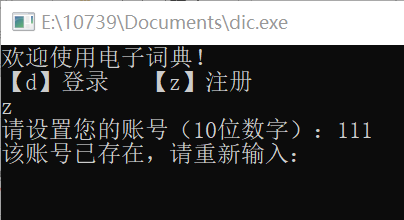 E:\10739\Documents\dic.exe
欢迎使用电子词典!
【d】登录 【z】注册
z
请设置您的账号（10位数字）：111
该账号已存在，请重新输入：